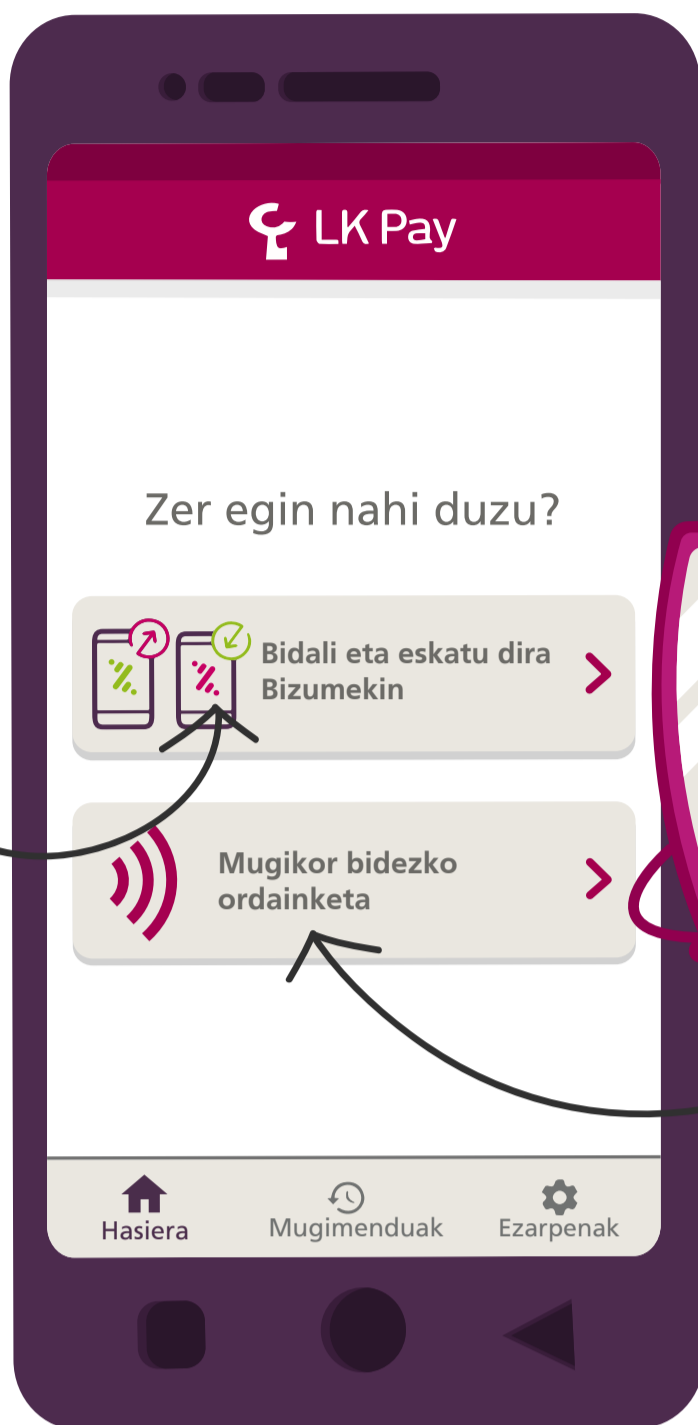 LK Pay
Zer egin nahi duzu?
Bidali eta eskatu dira
Bizumekin
Mugikor bidezko
ordainketa
Hasiera
Mugimenduak
Ezarpenak